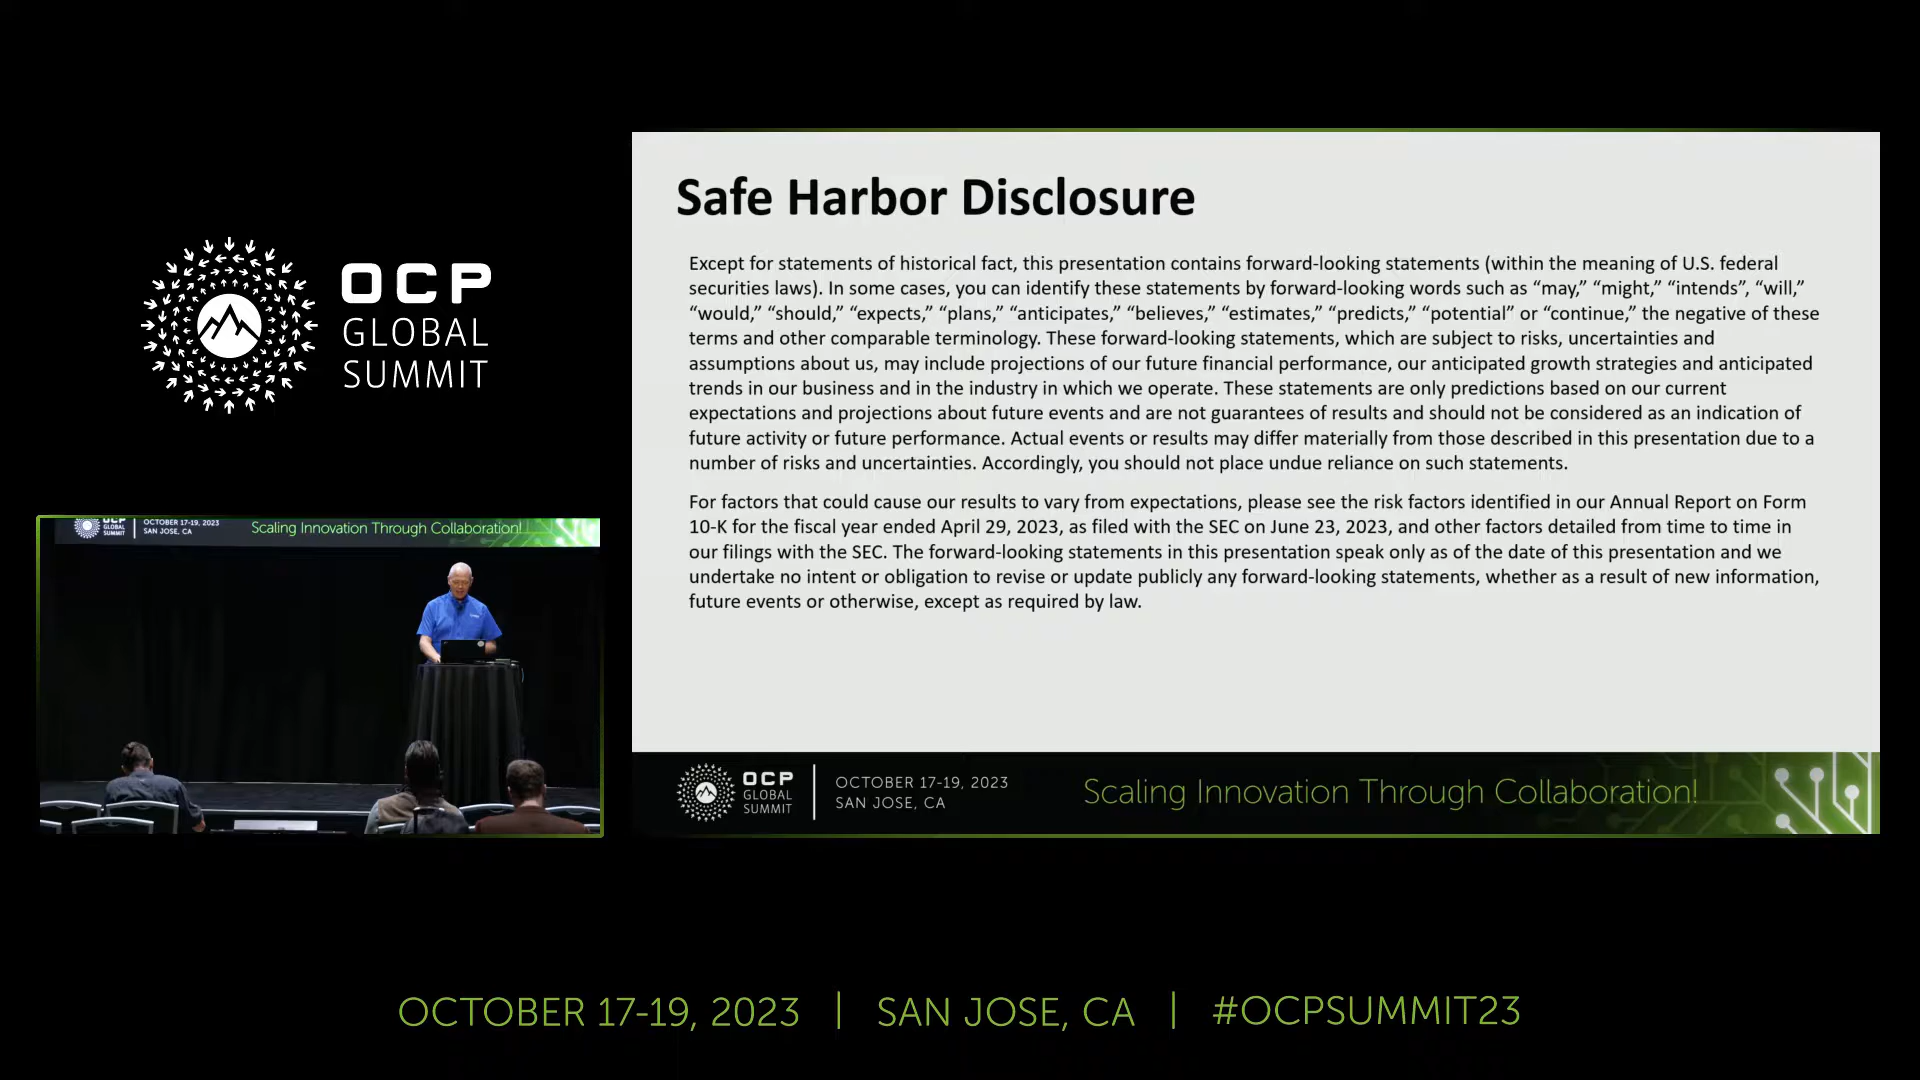 OCP
GLOBAL
SUMMIT
Safe Harbor Disclosure
Except for statements of historical fact, this presentation contains forward-looking statements (within the meaning of U.S. federal
securities laws). In some cases, you can identify these statements by forward-looking words such as “may,” “might,” “intends”, “will,”
“would,” “should,” “expects,” “plans,” “anticipates,” “believes,” “estimates,” “predicts,” “potential” or “continue,” the negative of these
terms and other comparable terminology. These forward-looking statements, which are subject to risks, uncertainties and
assumptions about us, may include projections of our future financial performance, our anticipated growth strategies and anticipated
trends in our business and in the industry in which we operate. These statements are only predictions based on our current
expectations and projections about future events and are not guarantees of results and should not be considered as an indication of
future activity or future performance. Actual events or results may differ materially from those described in this presentation due to a
number of risks and uncertainties. Accordingly, you should not place undue reliance on such statements.
For factors that could cause our results to vary from expectations, please see the risk factors identified in our Annual Report on Form
10-K for the fiscal year ended April 29, 2023, as filed with the SEC on June 23, 2023, and other factors detailed from time to time in
our filings with the SEC. The forward-looking statements in this presentation speak only as of the date of this presentation and we
undertake no intent or obligation to revise or update publicly any forward-looking statements, whether as a result of new information,
future events or otherwise, except as required by law.
OCP
GLOBAL
SUMMIT
OCTOBER 17-19, 2023
SAN JOSE, CA
Scaling Innovation Through Collaboration!
OCP
GLOBAL
SUMMIT
OCTOBER 17-19, 2023
SAN JOSE, CA
Scaling Innovation Through Collaboration!
OCTOBER 17-19, 2023 | SAN JOSE, CA | #OCPSUMMIT23